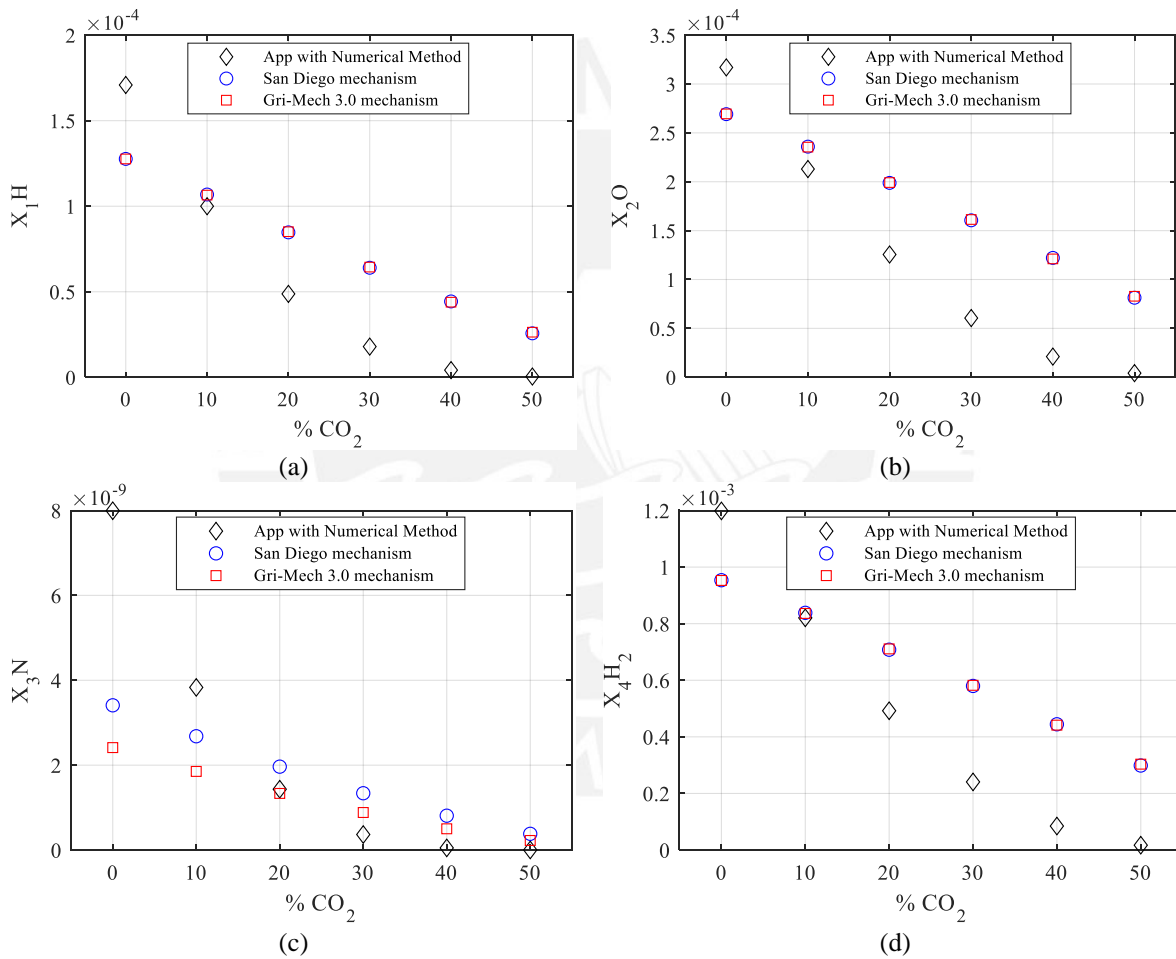 ×10⁻⁴
2
1.5
1
0.5
0
X₁H
App with Numerical Method
San Diego mechanism
Gri-Mech 3.0 mechanism
0 10 20 30 40 50
% CO₂
(a)
×10⁻⁴
3.5
3
2.5
2
1.5
1
0.5
0
X₂O
App with Numerical Method
San Diego mechanism
Gri-Mech 3.0 mechanism
0 10 20 30 40 50
% CO₂
(b)
×10⁻⁹
8
6
4
2
0
X₃N
App with Numerical Method
San Diego mechanism
Gri-Mech 3.0 mechanism
0 10 20 30 40 50
% CO₂
(c)
×10⁻³
1.2
1
0.8
0.6
0.4
0.2
0
X₄H₂
App with Numerical Method
San Diego mechanism
Gri-Mech 3.0 mechanism
0 10 20 30 40 50
% CO₂
(d)